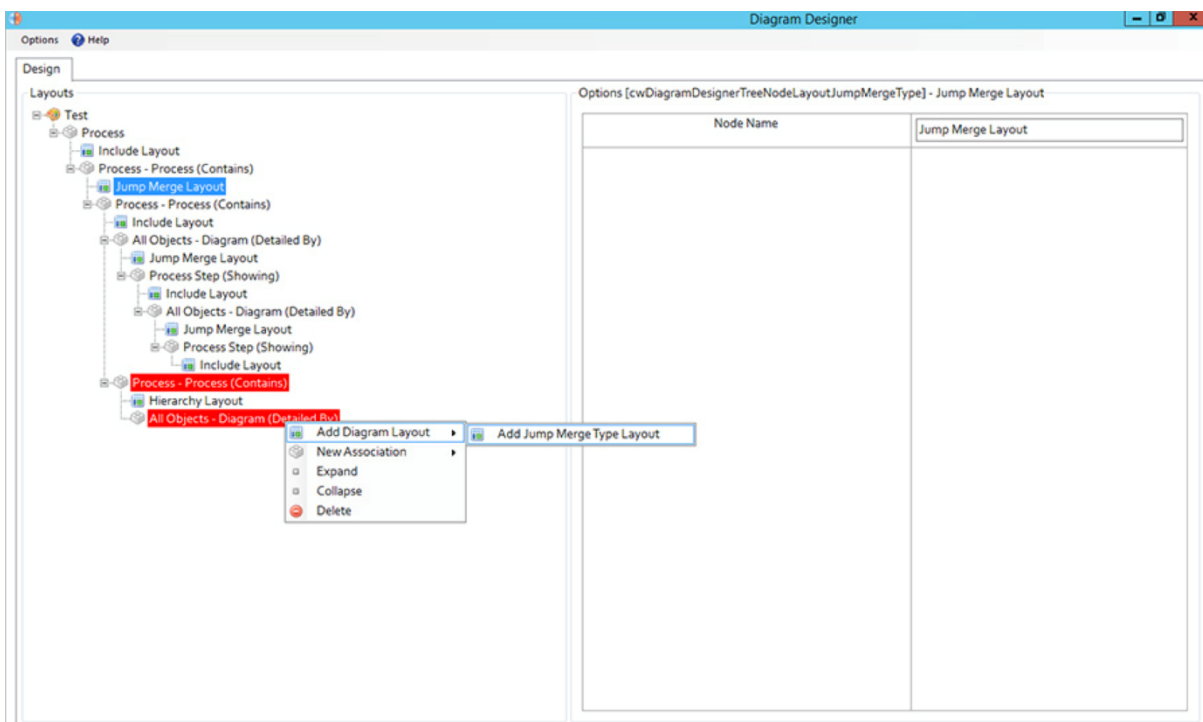 Diagram Designer
Options Help
Design
Layouts
Test
Process
Include Layout
Process - Process (Contains)
Jump Merge Layout
Process - Process (Contains)
Include Layout
All Objects - Diagram (Detailed By)
Jump Merge Layout
Process Step (Showing)
Include Layout
All Objects - Diagram (Detailed By)
Jump Merge Layout
Process Step (Showing)
Include Layout
Process - Process (Contains)
Hierarchy Layout
All Objects - Diagram (Detailed By)
Add Diagram Layout
New Association
Expand
Collapse
Delete
Add Jump Merge Type Layout
Options [cwDiagramDesignerTreeNodeLayoutJumpMergeType] - Jump Merge Layout
Node Name
Jump Merge Layout